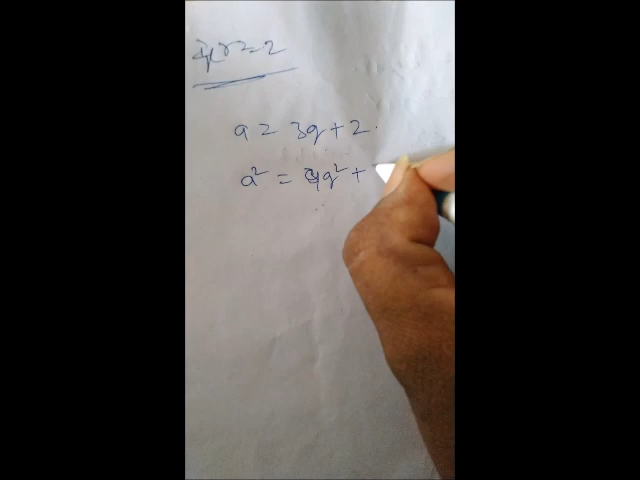 r = 2
a = 3q + 2
a² = 9q² +